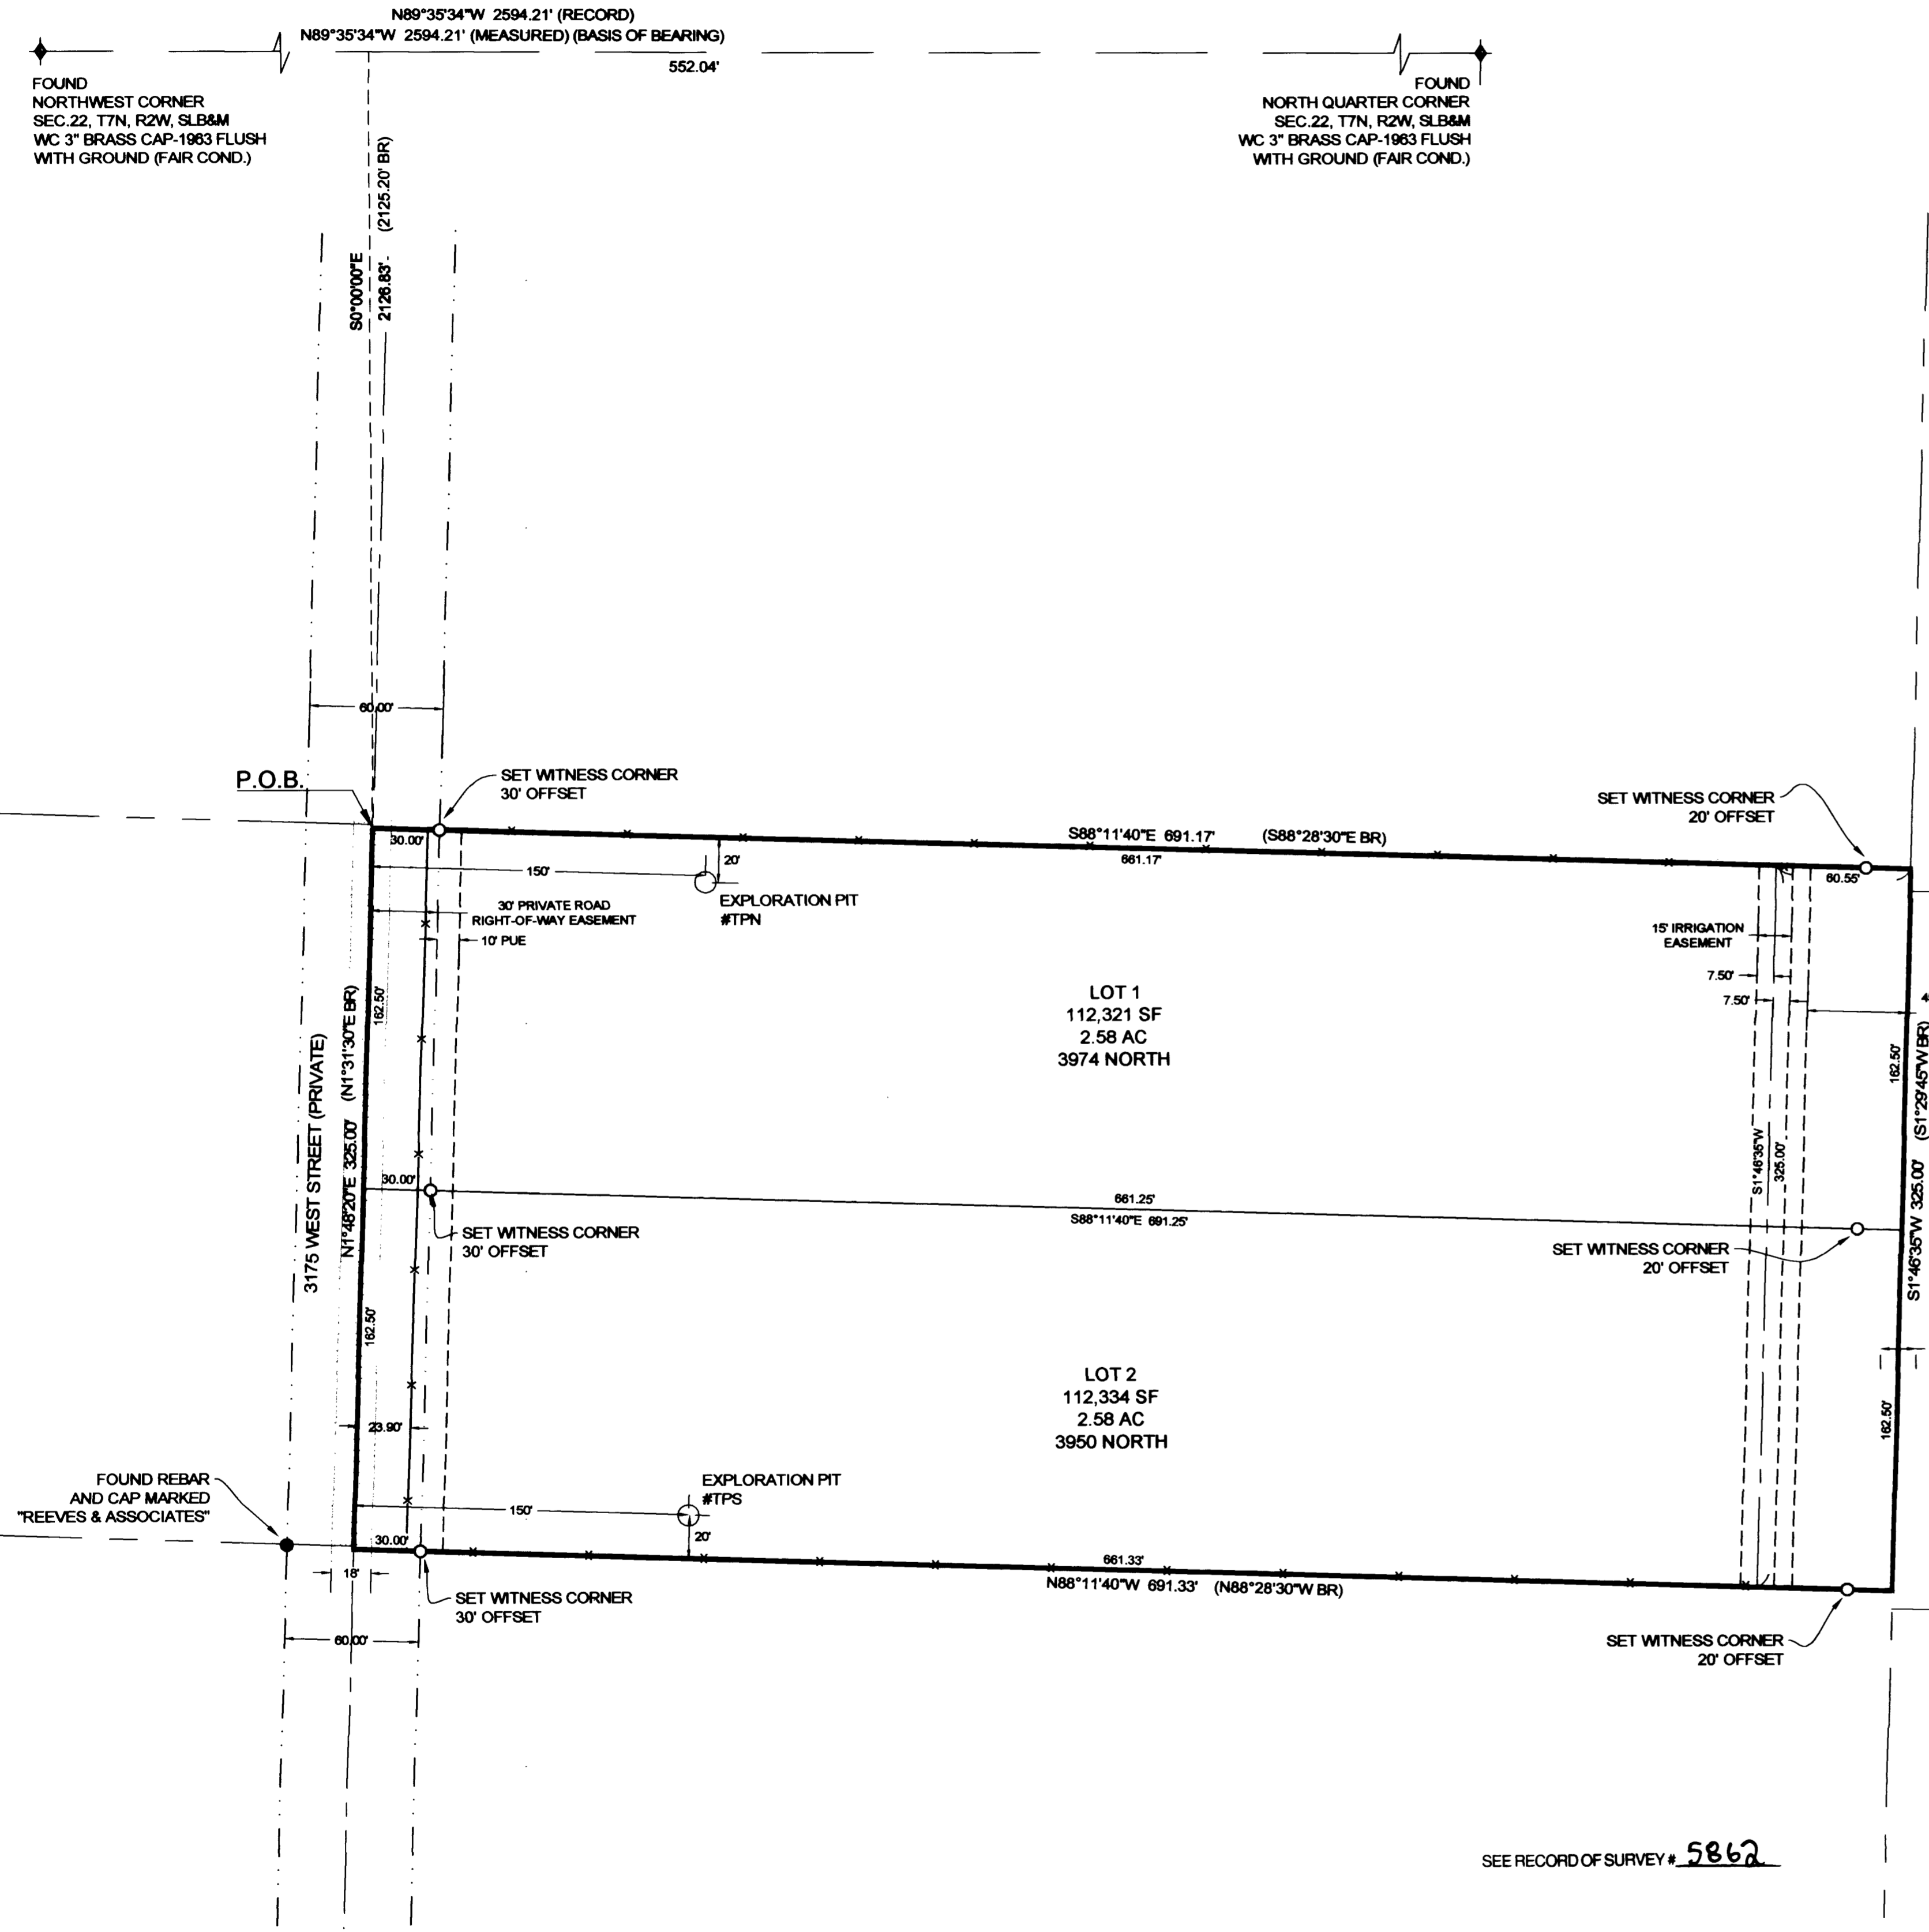 N89°35'34"W 2594.21' (RECORD)
N89°35'34"W 2594.21' (MEASURED) (BASIS OF BEARING)
552.04'
FOUND
NORTHWEST CORNER
SEC.22, T7N, R2W, SLB&M
WC 3" BRASS CAP-1963 FLUSH
WITH GROUND (FAIR COND.)
FOUND
NORTH QUARTER CORNER
SEC.22, T7N, R2W, SLB&M
WC 3" BRASS CAP-1963 FLUSH
WITH GROUND (FAIR COND.)
S0°00'00"E
2126.83' (2125.20' BR)
60.00'
P.O.B.
SET WITNESS CORNER
30' OFFSET
SET WITNESS CORNER
20' OFFSET
S88°11'40"E 691.17' (S88°28'30"E BR)
661.17'
30.00'
60.55'
150'
20'
EXPLORATION PIT
#TPN
30' PRIVATE ROAD
RIGHT-OF-WAY EASEMENT
10' PUE
15' IRRIGATION
EASEMENT
7.50'
7.50'
LOT 1
112,321 SF
2.58 AC
3974 NORTH
162.50'
162.50'
3175 WEST STREET (PRIVATE)
N1°48'20"E 325.00' (N1°31'30"E BR)
S1°46'35"W
325.00'
S1°46'35"W 325.00' (S1°29'45"W BR)
30.00'
661.25'
S88°11'40"E 691.25'
SET WITNESS CORNER
30' OFFSET
SET WITNESS CORNER
20' OFFSET
162.50'
162.50'
LOT 2
112,334 SF
2.58 AC
3950 NORTH
23.90'
FOUND REBAR
AND CAP MARKED
"REEVES & ASSOCIATES"
EXPLORATION PIT
#TPS
150'
20'
30.00'
661.33'
N88°11'40"W 691.33' (N88°28'30"W BR)
18'
SET WITNESS CORNER
30' OFFSET
60.00'
SET WITNESS CORNER
20' OFFSET
SEE RECORD OF SURVEY # 5862